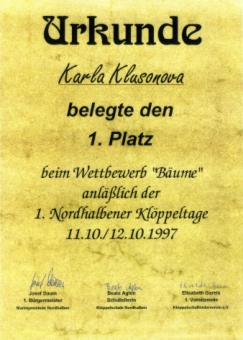 Urkunde
Karla Klusonova
belegte den
1. Platz
beim Wettbewerb "Bäume"
anläßlich der
1. Nordhalbener Klöppeltage
11.10./12.10.1997
Josef Daum Beate Agten Elisabeth
1. Bürgermeister Schulleiterin 1. Vorsitzende
Marktgemeinde Nordhalben Klöppelschule Nordhalben